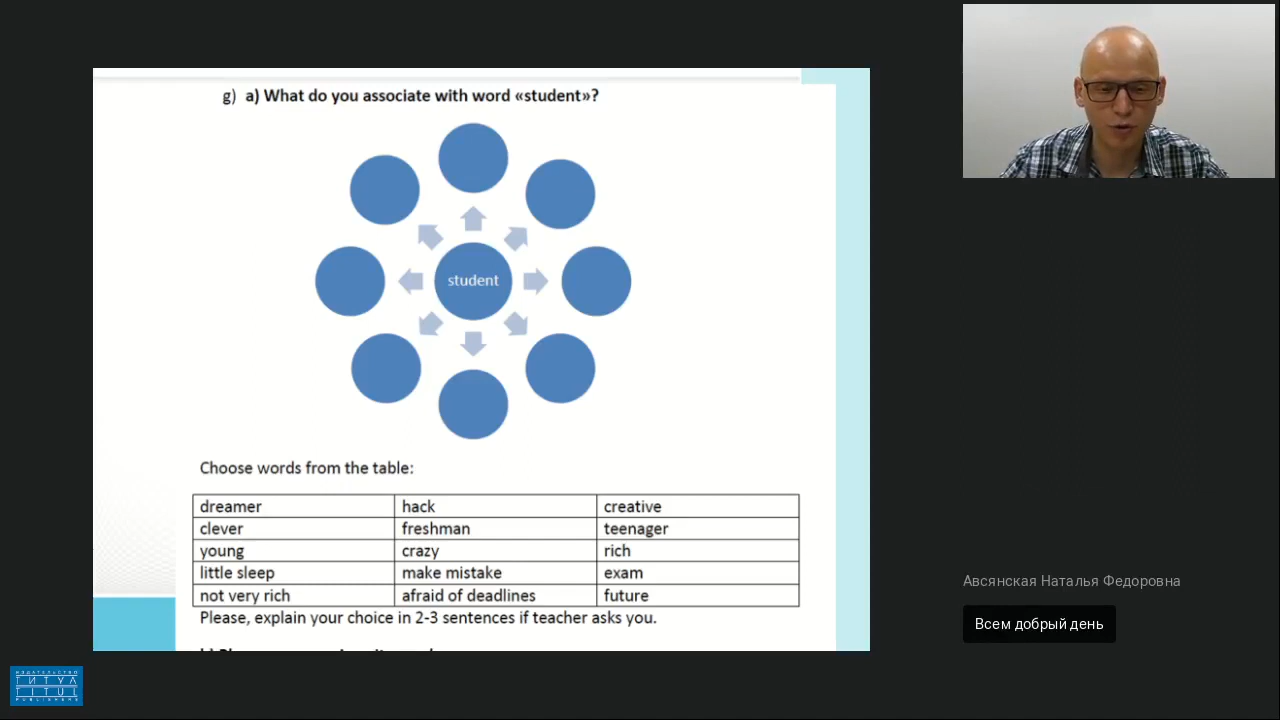 g) a) What do you associate with word «student»?
student
Choose words from the table:
dreamer hack creative
clever freshman teenager
young crazy rich
little sleep make mistake exam
not very rich afraid of deadlines future
Please, explain your choice in 2-3 sentences if teacher asks you.
Авсянская Наталья Федоровна
Всем добрый день
ИЗДАТЕЛЬСТВО
ТИТУЛ
TITUL
PUBLISHERS